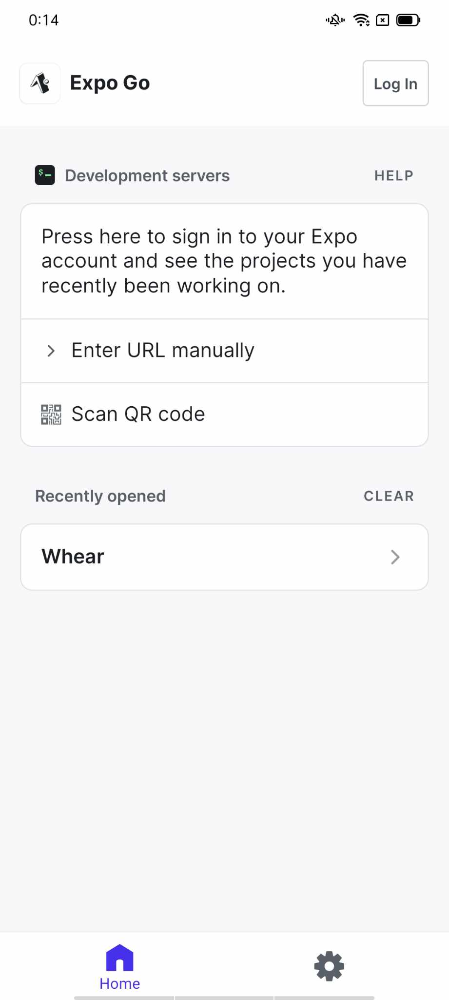 0:14
Expo Go
Log In
$
Development servers
HELP
Press here to sign in to your Expo
account and see the projects you have
recently been working on.
Enter URL manually
Scan QR code
Recently opened
CLEAR
Whear
Home